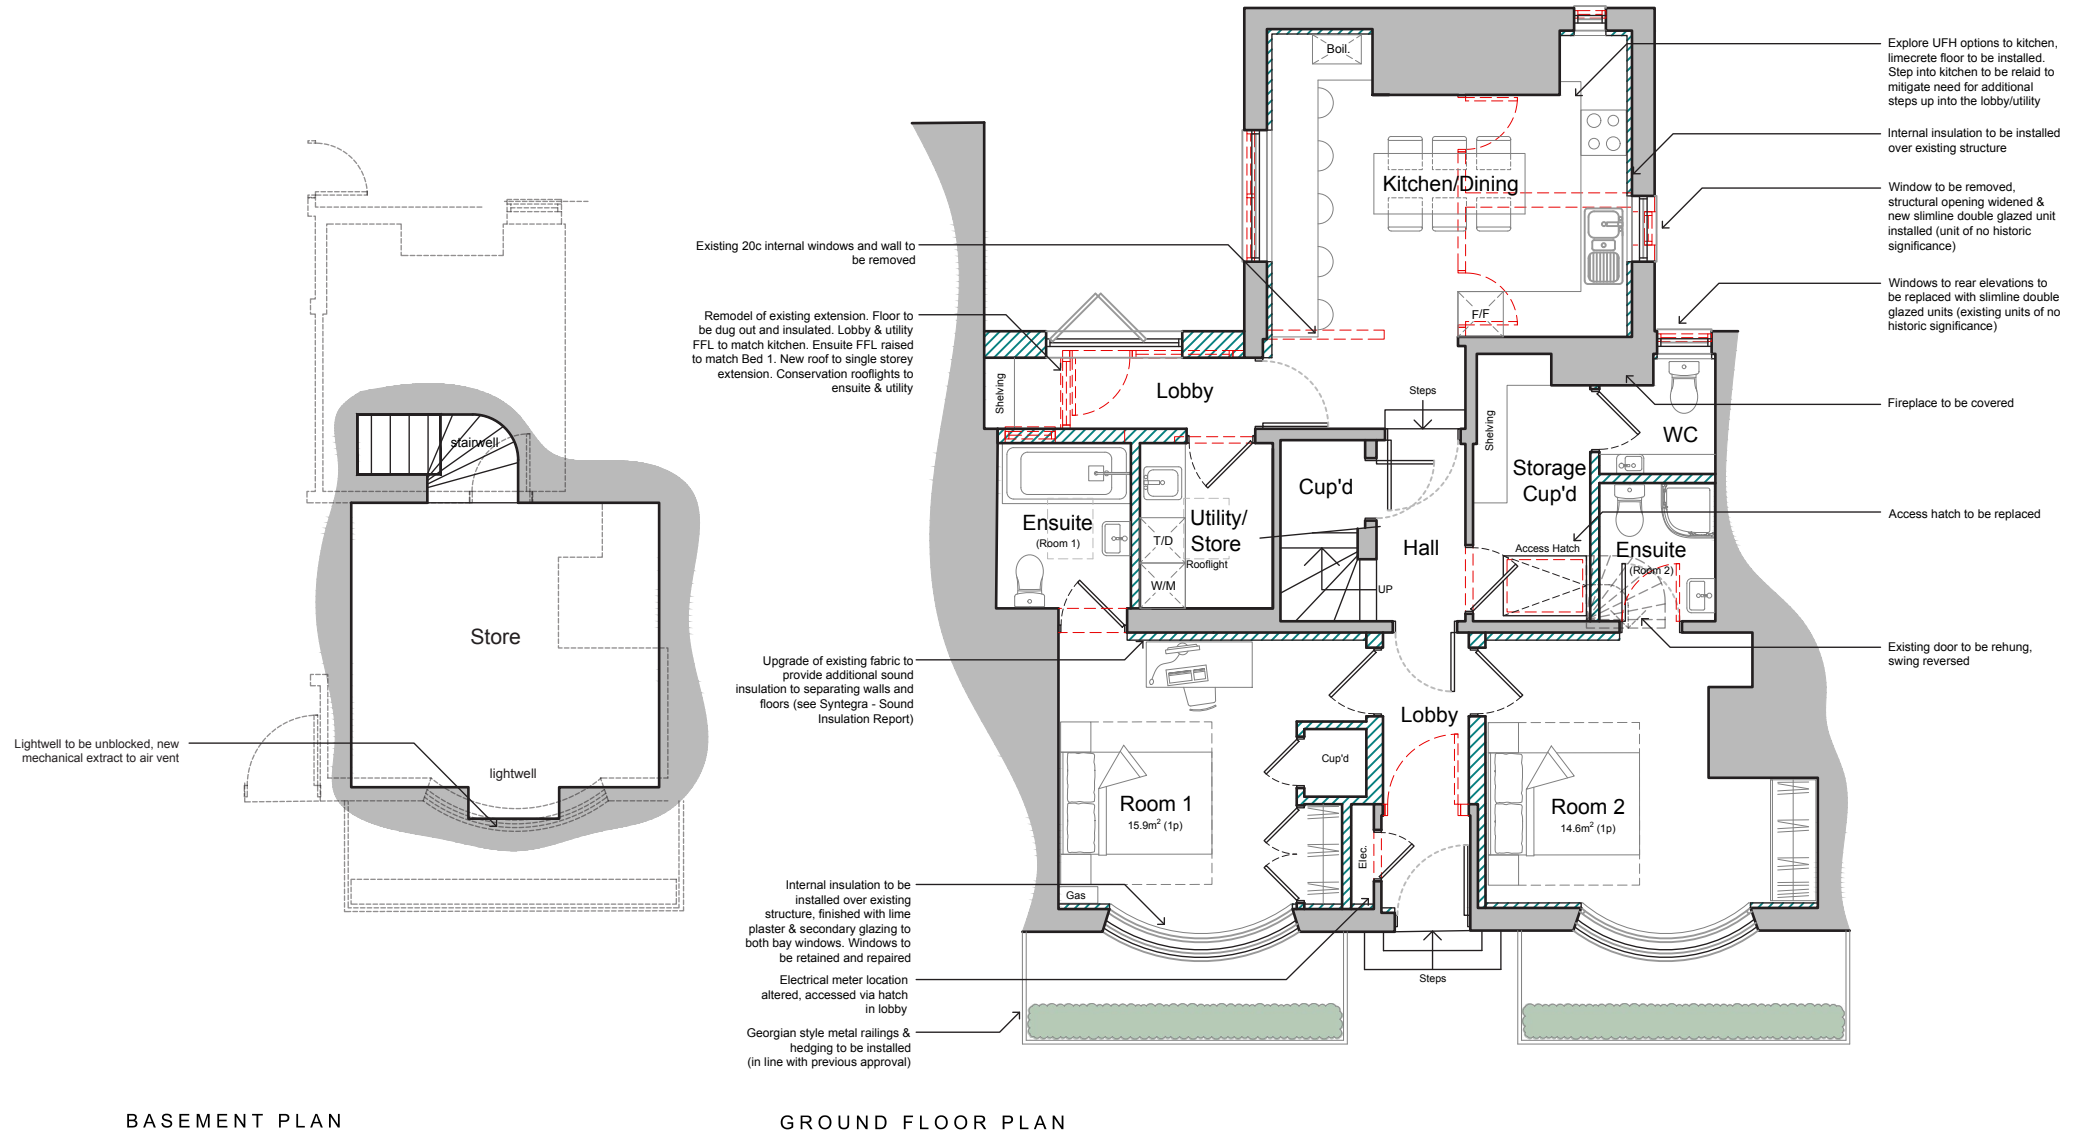 Explore UFH options to kitchen,
limecrete floor to be installed.
Step into kitchen to be relaid to
mitigate need for additional
steps up into the lobby/utility
Internal insulation to be installed
over existing structure
Window to be removed,
structural opening widened &
new slimline double glazed unit
installed (unit of no historic
significance)
Windows to rear elevations to
be replaced with slimline double
glazed units (existing units of no
historic significance)
Fireplace to be covered
Access hatch to be replaced
Existing door to be rehung,
swing reversed
Existing 20c internal windows and wall to
be removed
Remodel of existing extension. Floor to
be dug out and insulated. Lobby & utility
FFL to match kitchen. Ensuite FFL raised
to match Bed 1. New roof to single storey
extension. Conservation rooflights to
ensuite & utility
Upgrade of existing fabric to
provide additional sound
insulation to separating walls and
floors (see Syntegra - Sound
Insulation Report)
Internal insulation to be
installed over existing
structure, finished with lime
plaster & secondary glazing to
both bay windows. Windows to
be retained and repaired
Electrical meter location
altered, accessed via hatch
in lobby
Georgian style metal railings &
hedging to be installed
(in line with previous approval)
Lightwell to be unblocked, new
mechanical extract to air vent
stairwell
Store
lightwell
Boil.
Kitchen/Dining
F/F
Shelving
Lobby
Steps
Shelving
WC
Storage
Cup'd
Cup'd
Ensuite
(Room 1)
Utility/
Store
T/D
Rooflight
W/M
Hall
UP
Access Hatch
Ensuite
(Room 2)
Lobby
Cup'd
Room 1
15.9m² (1p)
Room 2
14.6m² (1p)
Elec.
Gas
Steps
BASEMENT PLAN
GROUND FLOOR PLAN